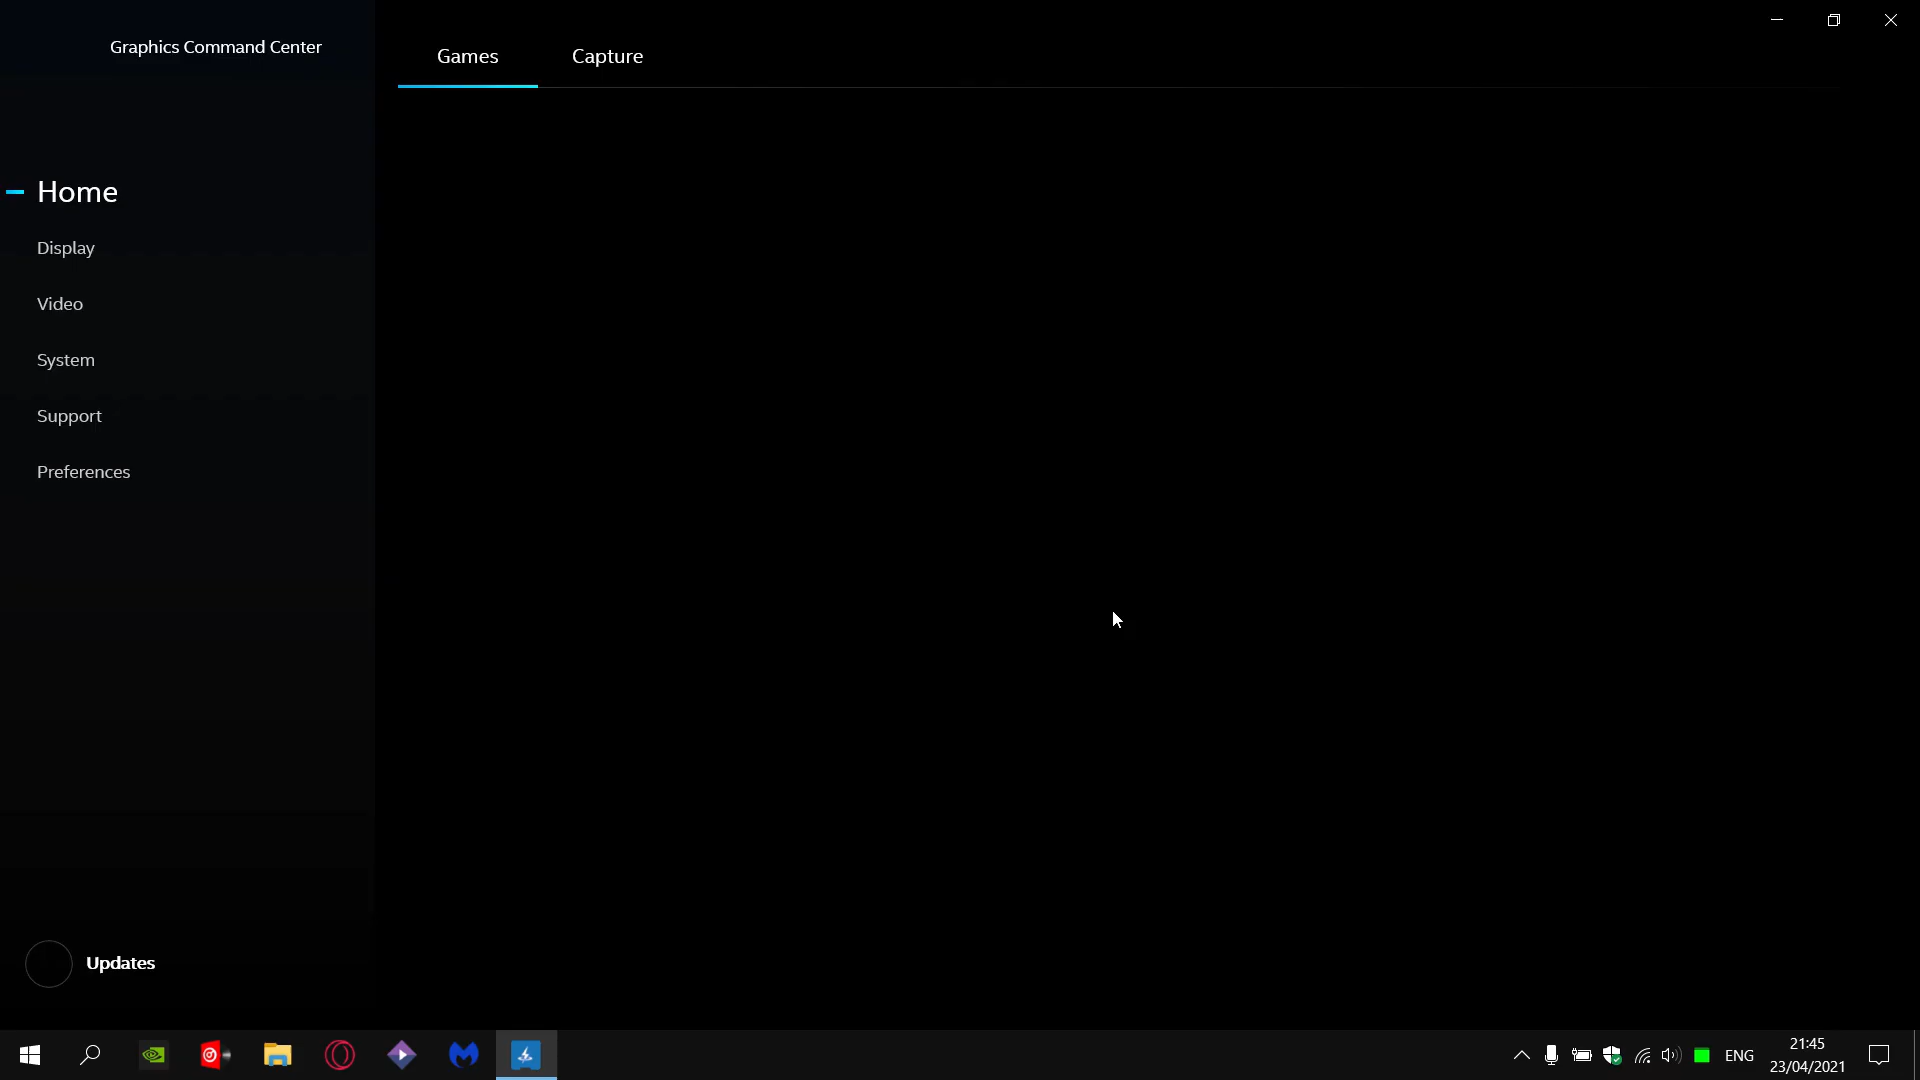 Graphics Command Center
Games
Capture
Home
Display
Video
System
Support
Preferences
Updates
ENG
21:45
23/04/2021